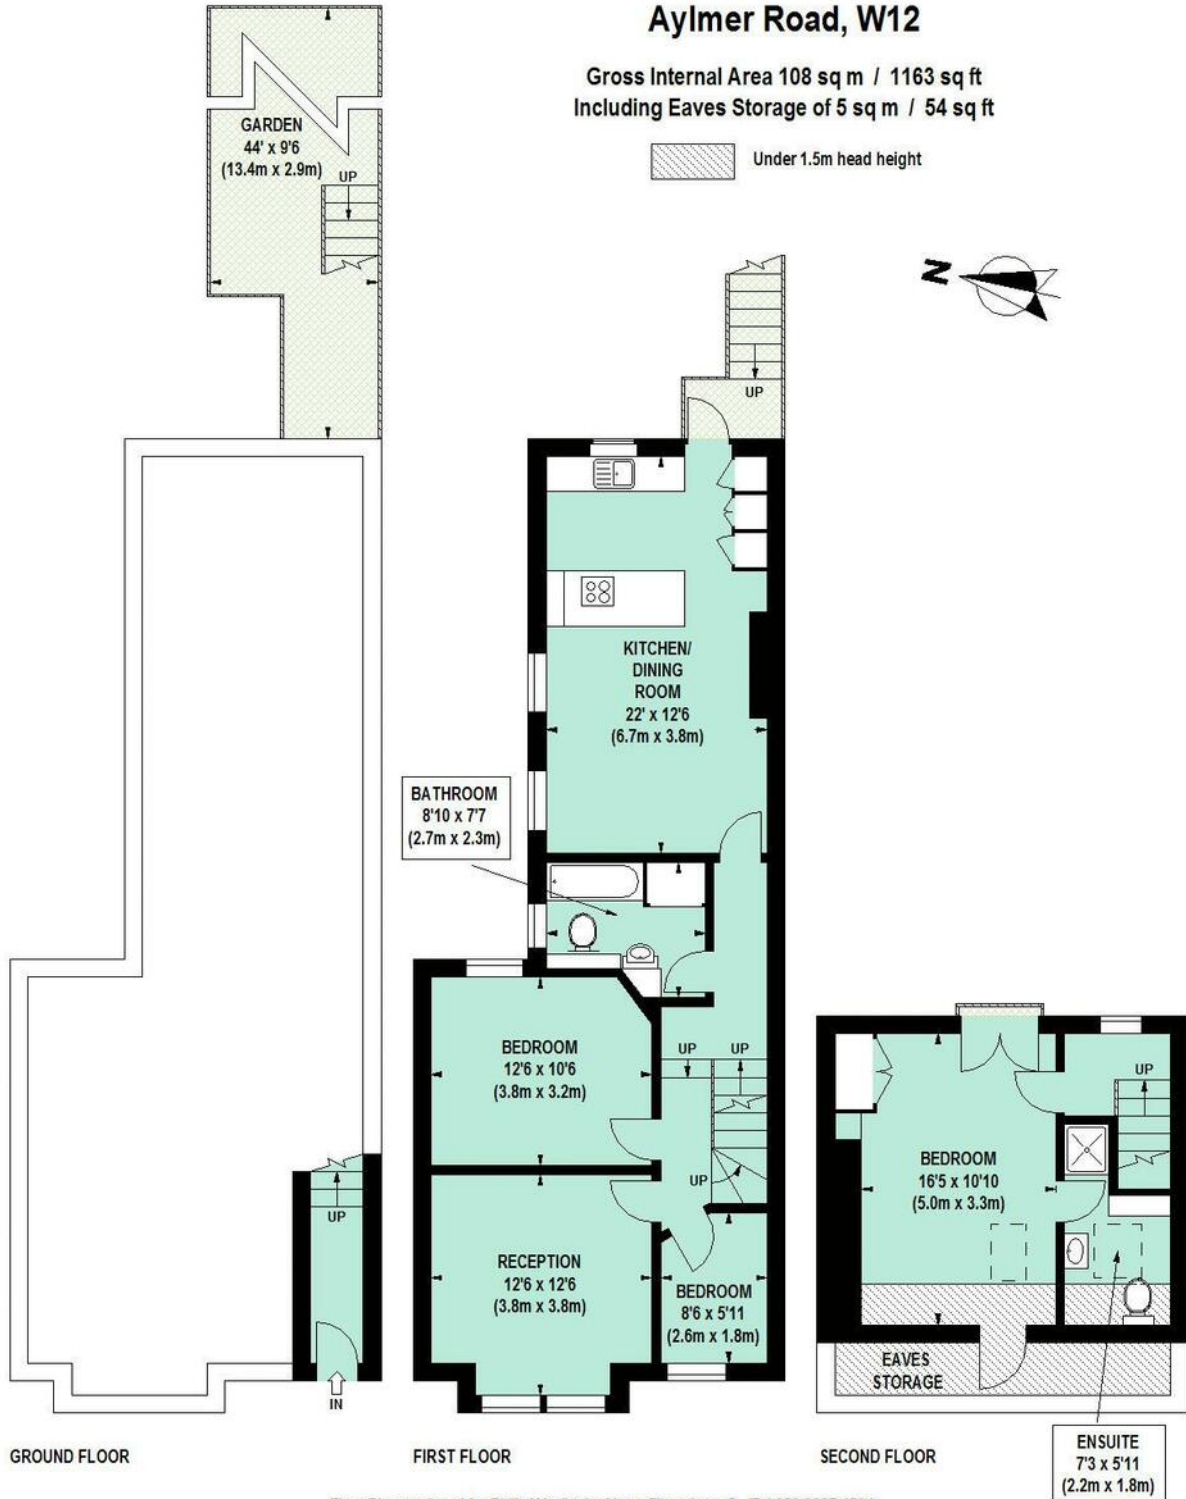 Aylmer Road, W12
Gross Internal Area 108 sq m / 1163 sq ft
Including Eaves Storage of 5 sq m / 54 sq ft
Under 1.5m head height
N
GARDEN
44' x 9'6
(13.4m x 2.9m)
UP
UP
IN
GROUND FLOOR
UP
KITCHEN/
DINING
ROOM
22' x 12'6
(6.7m x 3.8m)
BATHROOM
8'10 x 7'7
(2.7m x 2.3m)
BEDROOM
12'6 x 10'6
(3.8m x 3.2m)
UP
UP
UP
RECEPTION
12'6 x 12'6
(3.8m x 3.8m)
BEDROOM
8'6 x 5'11
(2.6m x 1.8m)
FIRST FLOOR
UP
BEDROOM
16'5 x 10'10
(5.0m x 3.3m)
EAVES
STORAGE
SECOND FLOOR
ENSUITE
7'3 x 5'11
(2.2m x 1.8m)